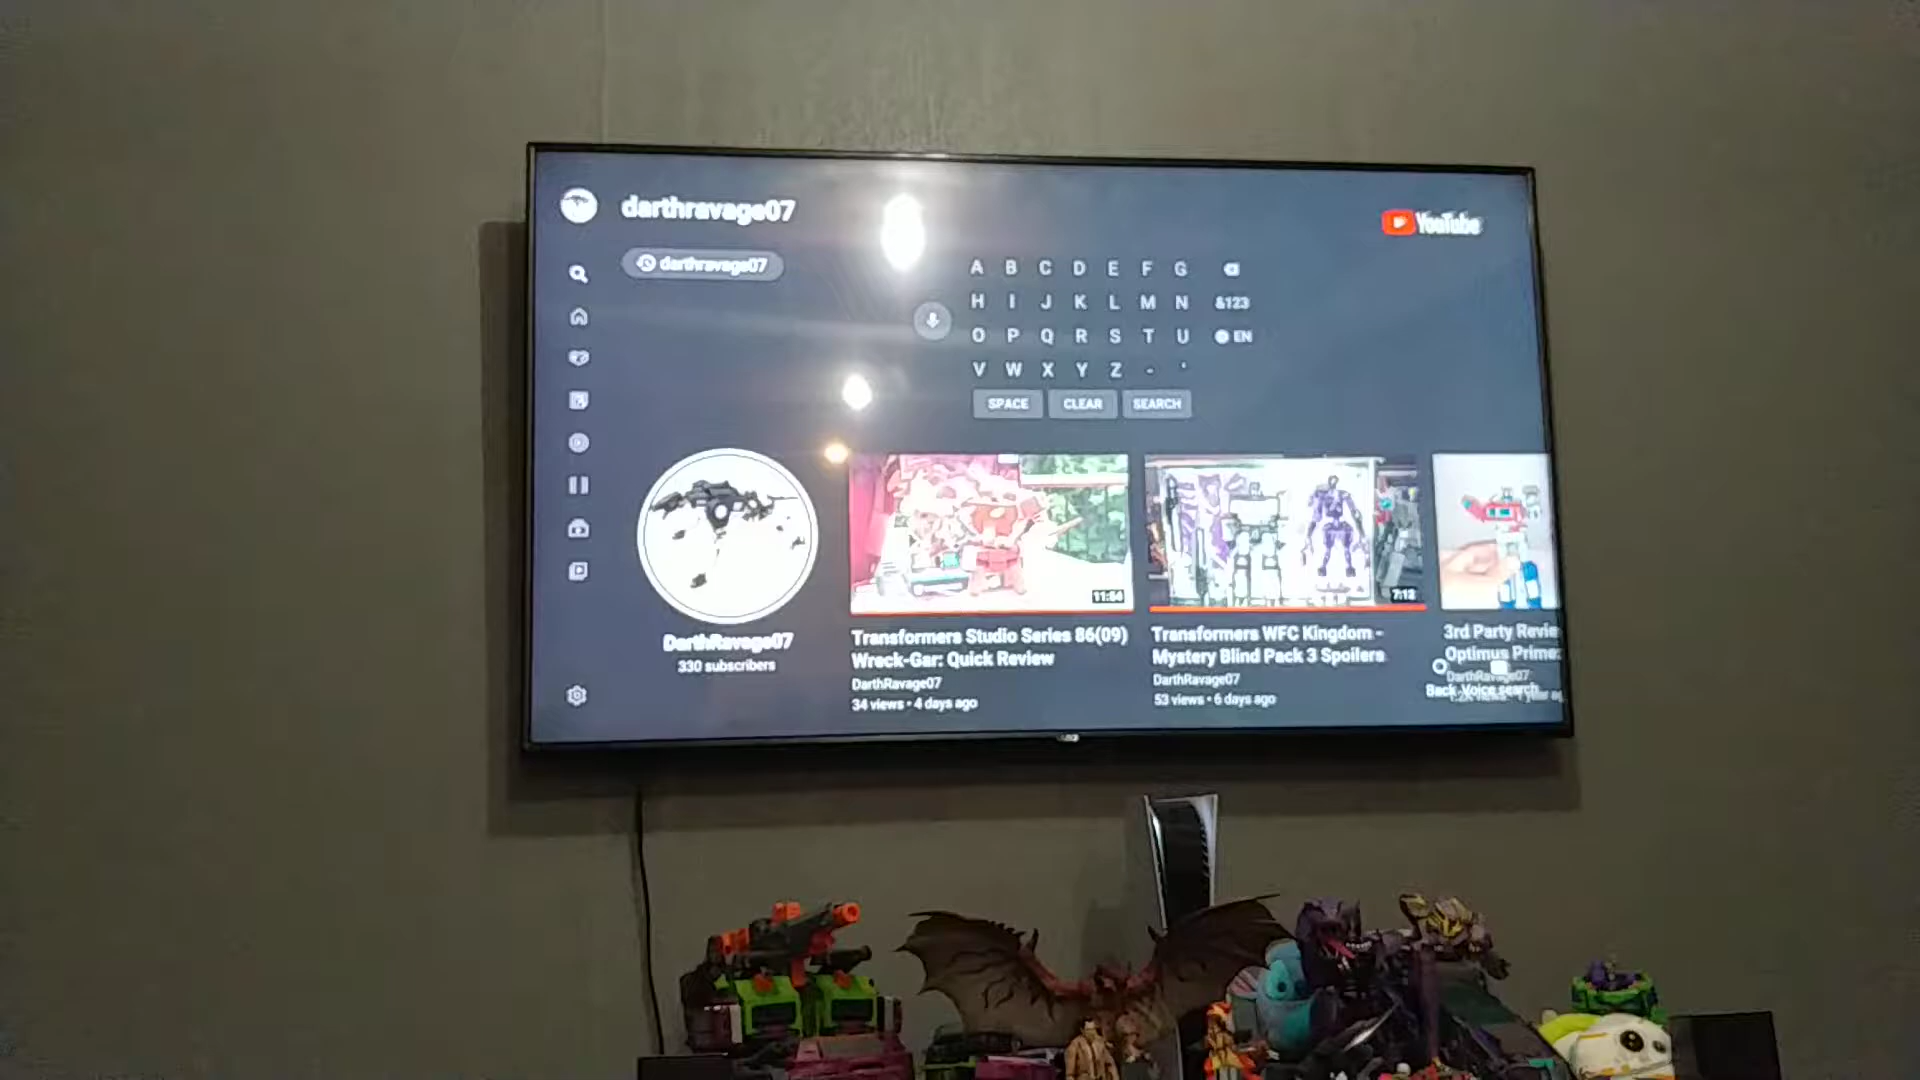 darthravage07
YouTube
darthravage07
A B C D E F G
H I J K L M N &123
O P Q R S T U EN
V W X Y Z - '
SPACE CLEAR SEARCH
11:54
7:12
DarthRavage07
330 subscribers
Transformers Studio Series 86(09)
Wreck-Gar: Quick Review
DarthRavage07
34 views • 4 days ago
Transformers WFC Kingdom -
Mystery Blind Pack 3 Spoilers
DarthRavage07
53 views • 6 days ago
3rd Party Revie
Optimus Prime:
DarthRavage07
Back Voice search